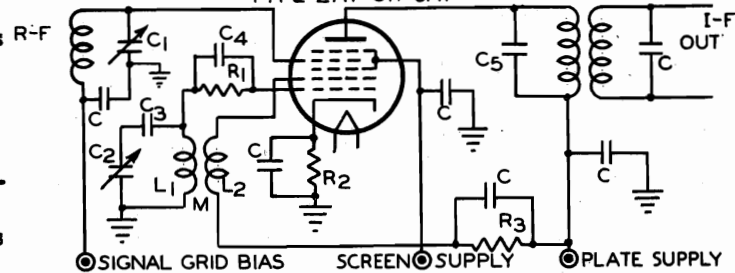 R-F
C1
C4
R1
C
C3
C2
L1
M
L2
C
R2
C
C5
C
I-F
OUT
C
C
R3
SIGNAL GRID BIAS
SCREEN
SUPPLY
PLATE SUPPLY